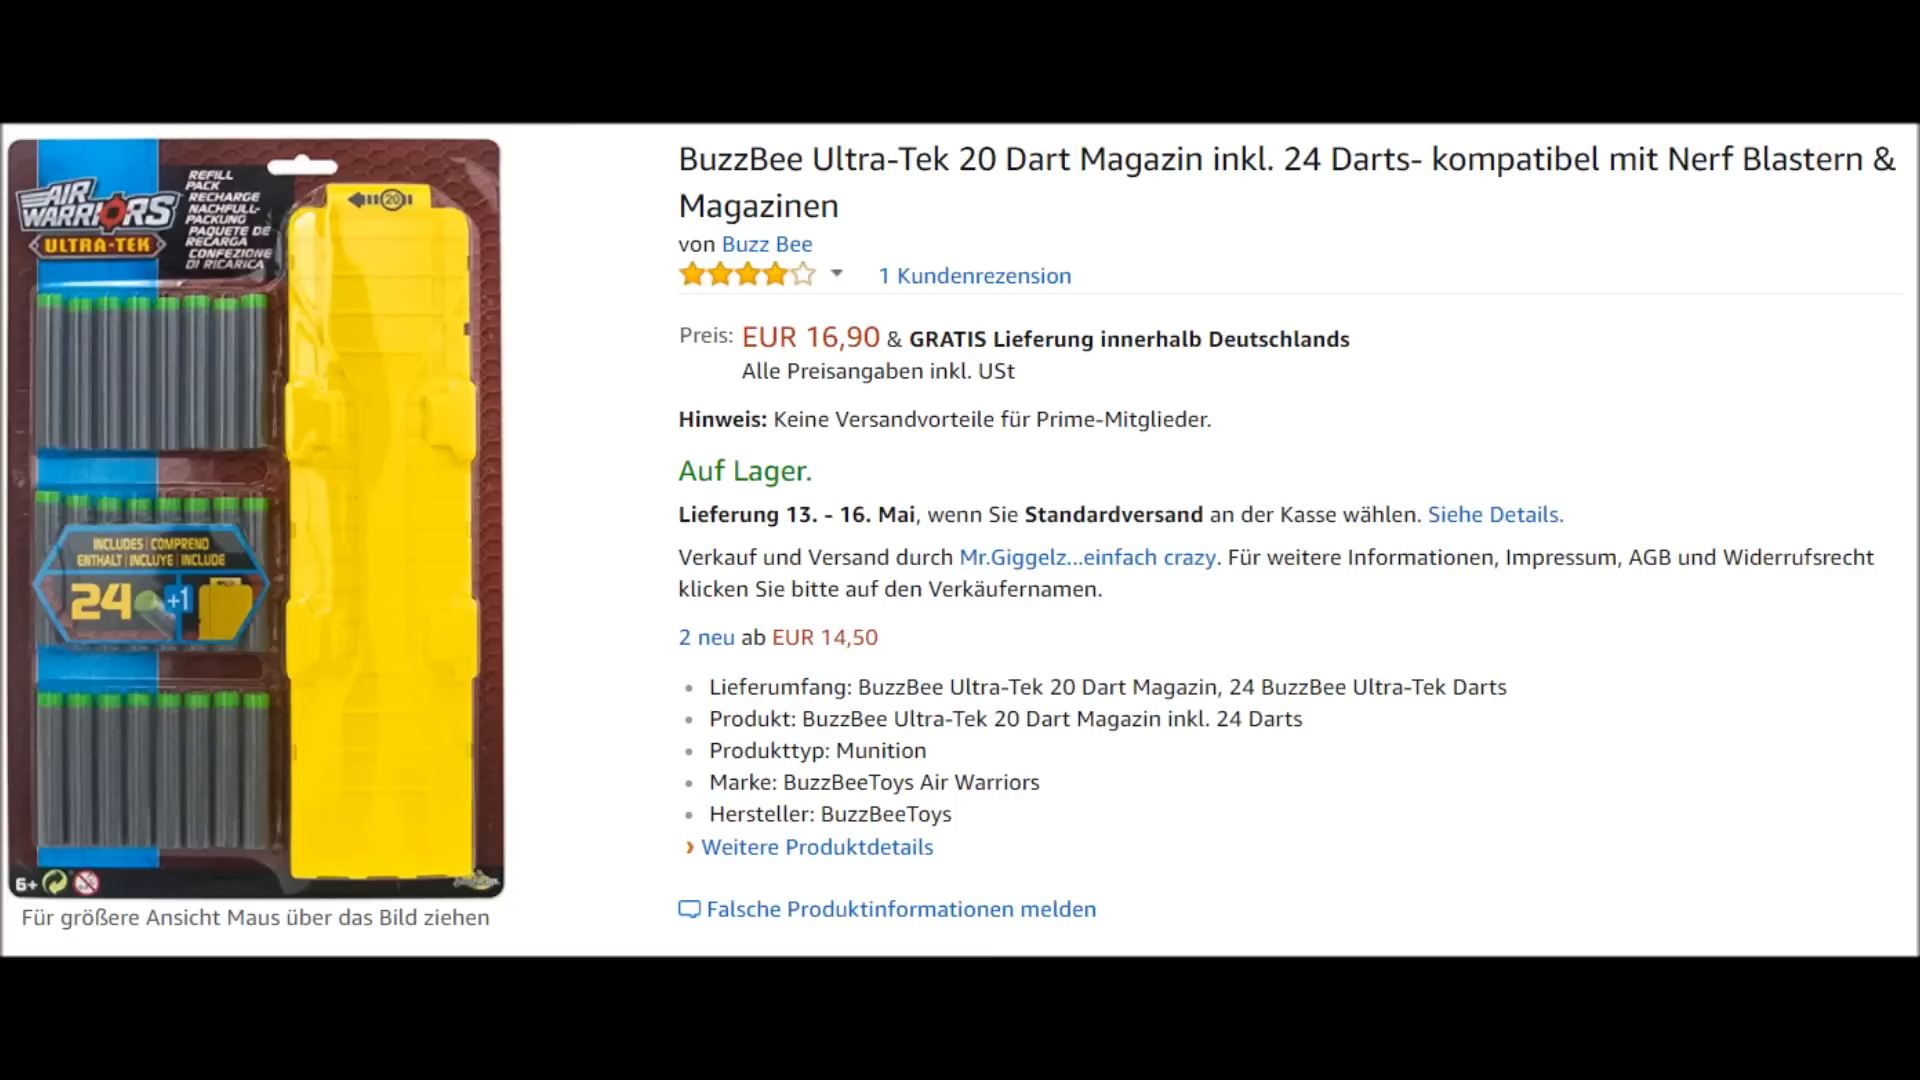 AIR
WARRIORS
ULTRA-TEK
REFILL
PACK
RECHARGE
NACHFULL-
PACKUNG
PAQUETE DE
RECARGA
CONFEZIONE
DI RICARICA
20
INCLUDES | COMPREND
ENTHALT | INCLUYE | INCLUDE
24 +1
6+
Für größere Ansicht Maus über das Bild ziehen
BuzzBee Ultra-Tek 20 Dart Magazin inkl. 24 Darts- kompatibel mit Nerf Blastern &
Magazinen
von Buzz Bee
1 Kundenrezension
Preis: EUR 16,90 & GRATIS Lieferung innerhalb Deutschlands
Alle Preisangaben inkl. USt
Hinweis: Keine Versandvorteile für Prime-Mitglieder.
Auf Lager.
Lieferung 13. - 16. Mai, wenn Sie Standardversand an der Kasse wählen. Siehe Details.
Verkauf und Versand durch Mr.Giggelz...einfach crazy. Für weitere Informationen, Impressum, AGB und Widerrufsrecht
klicken Sie bitte auf den Verkäufernamen.
2 neu ab EUR 14,50
• Lieferumfang: BuzzBee Ultra-Tek 20 Dart Magazin, 24 BuzzBee Ultra-Tek Darts
• Produkt: BuzzBee Ultra-Tek 20 Dart Magazin inkl. 24 Darts
• Produkttyp: Munition
• Marke: BuzzBeeToys Air Warriors
• Hersteller: BuzzBeeToys
› Weitere Produktdetails
Falsche Produktinformationen melden